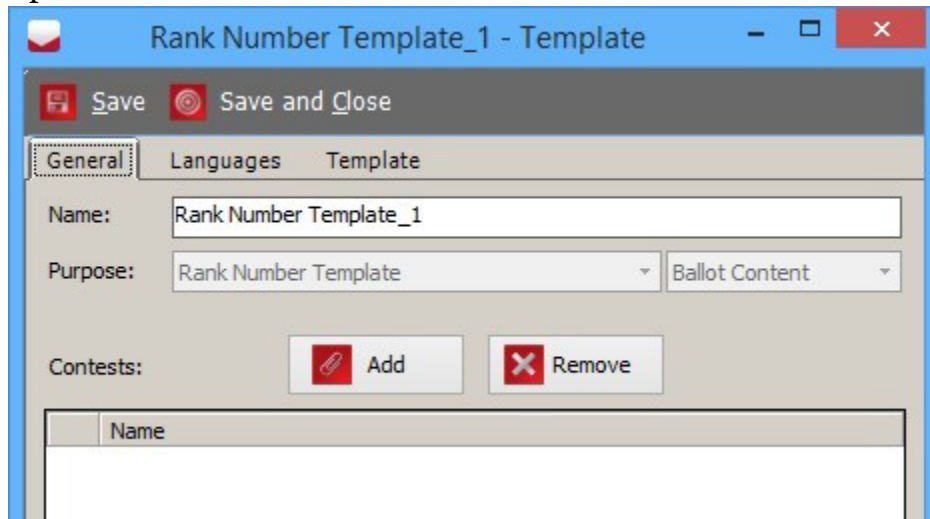 Rank Number Template_1 - Template
Save Save and Close
General Languages Template
Name: Rank Number Template_1
Purpose: Rank Number Template Ballot Content
Contests: Add Remove
Name